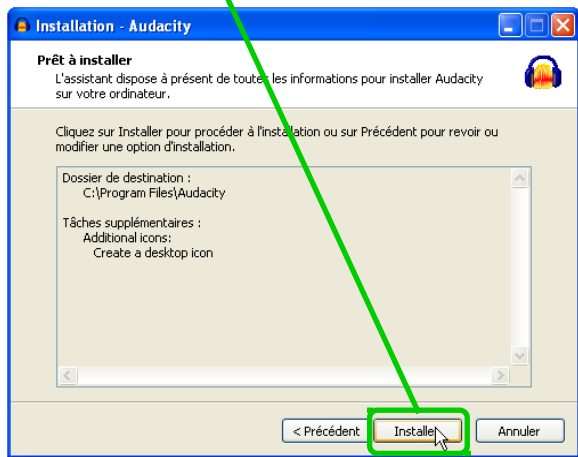 Installation - Audacity
Prêt à installer
L'assistant dispose à présent de toutes les informations pour installer Audacity
sur votre ordinateur.
Cliquez sur Installer pour procéder à l'installation ou sur Précédent pour revoir ou
modifier une option d'installation.
Dossier de destination :
C:\Program Files\Audacity
Tâches supplémentaires :
Additional icons:
Create a desktop icon
< Précédent
Installer
Annuler